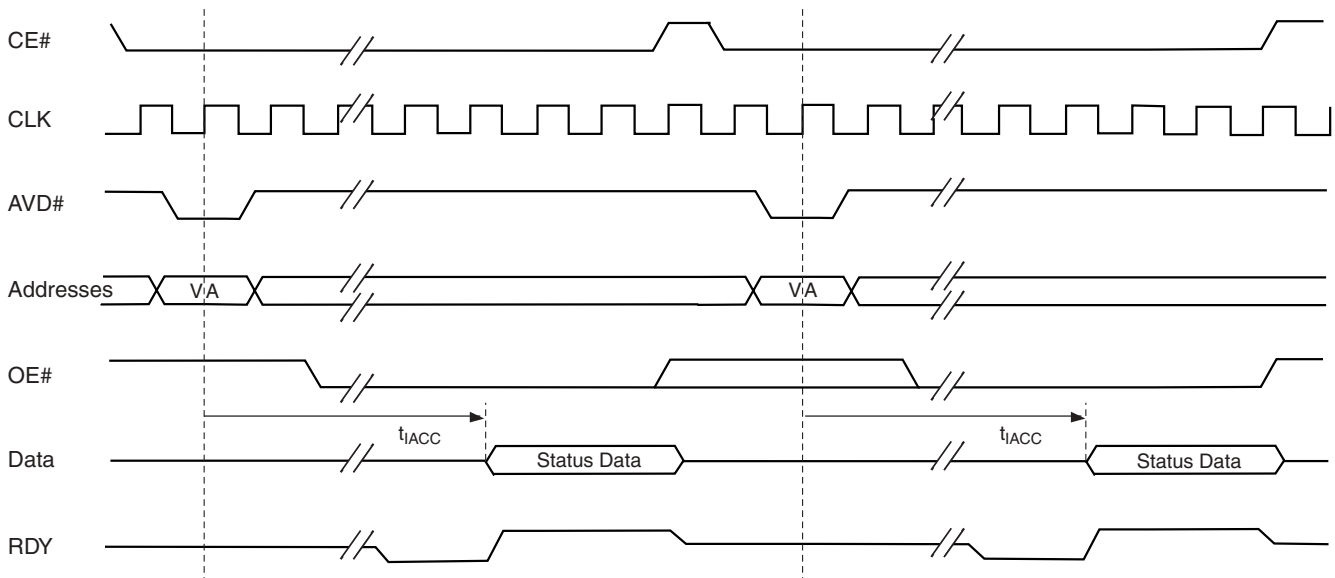 CE#
CLK
AVD#
Addresses
VA
VA
OE#
tIACC
tIACC
Data
Status Data
Status Data
RDY